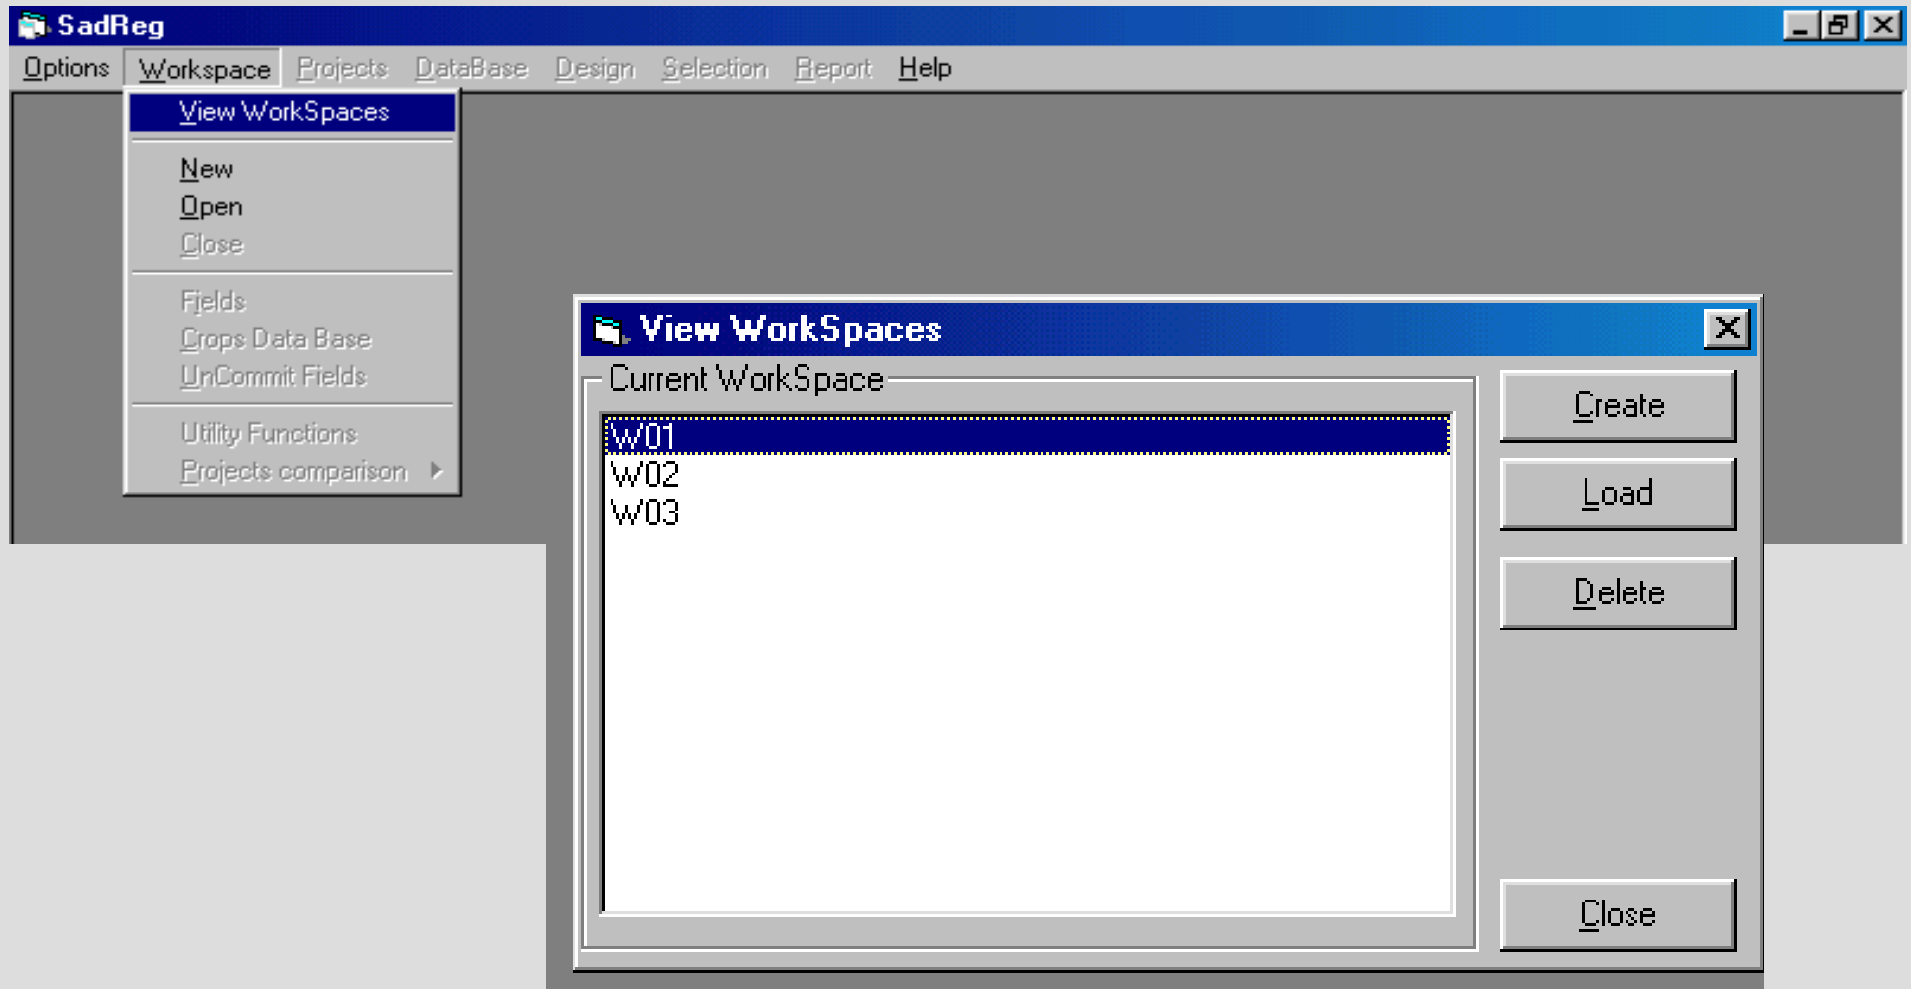 SadReg
Options Workspace Projects DataBase Design Selection Report Help
View WorkSpaces
New
Open
Close
Fields
Crops Data Base
UnCommit Fields
Utility Functions
Projects comparison
View WorkSpaces
Current WorkSpace
W01
W02
W03
Create
Load
Delete
Close